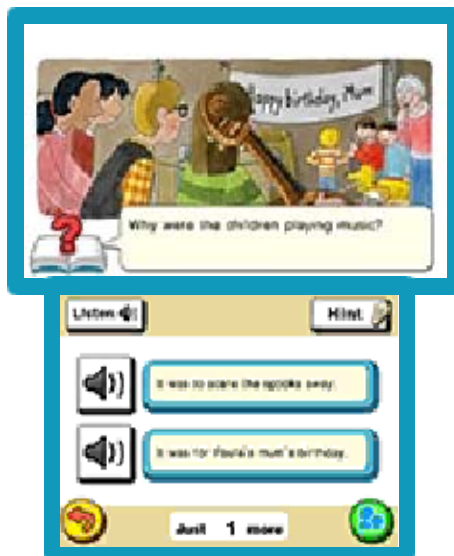 Happy birthday, Mum
Why were the children playing music?
Listen
Hint
It was to scare the spooks away.
It was for Paula's mum's birthday.
Just 1 more